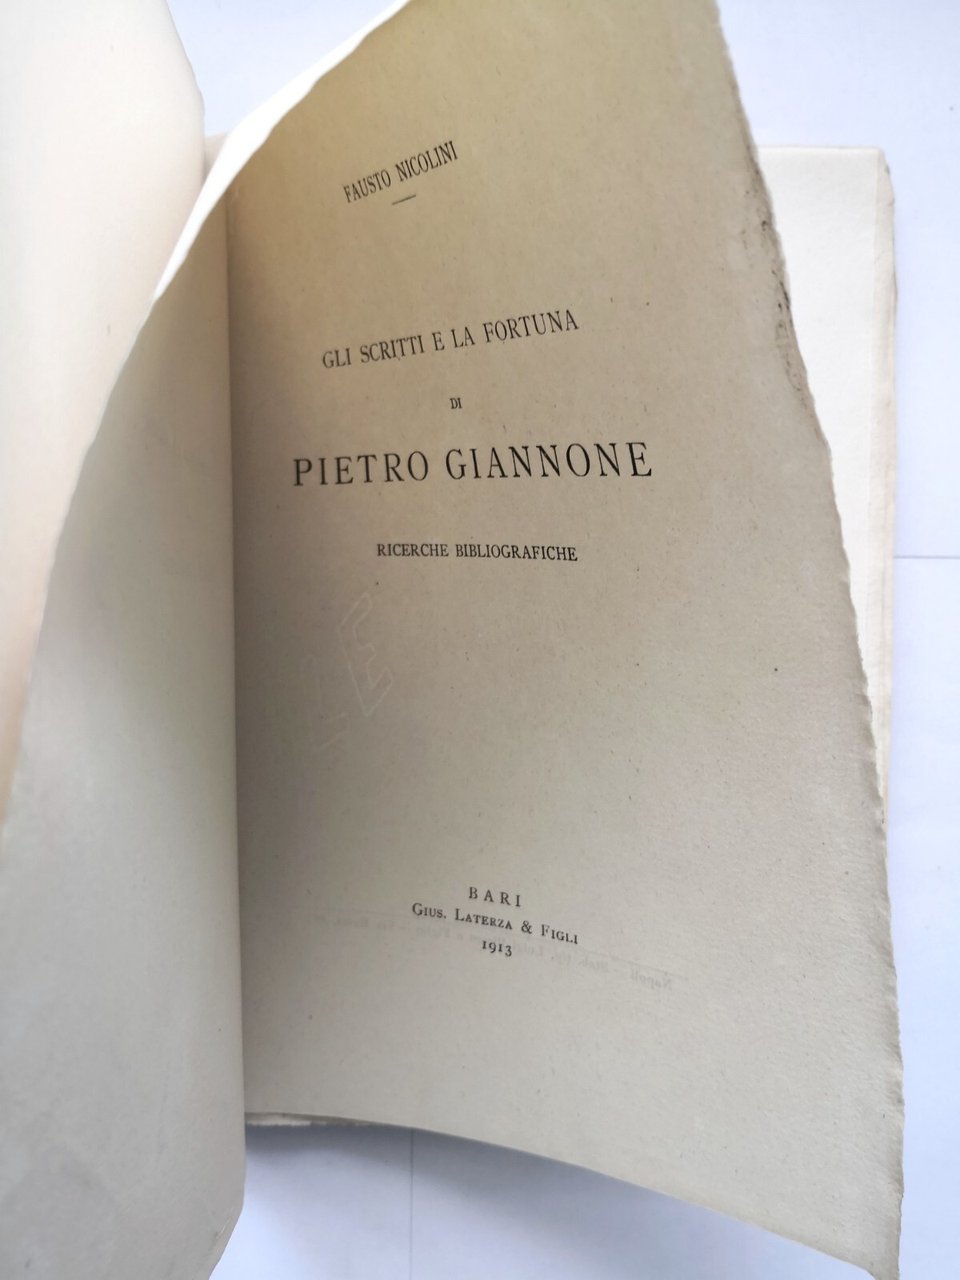 FAUSTO NICOLINI
GLI SCRITTI E LA FORTUNA
DI
PIETRO GIANNONE
RICERCHE BIBLIOGRAFICHE
BARI
GIUS. LATERZA & FIGLI
1913